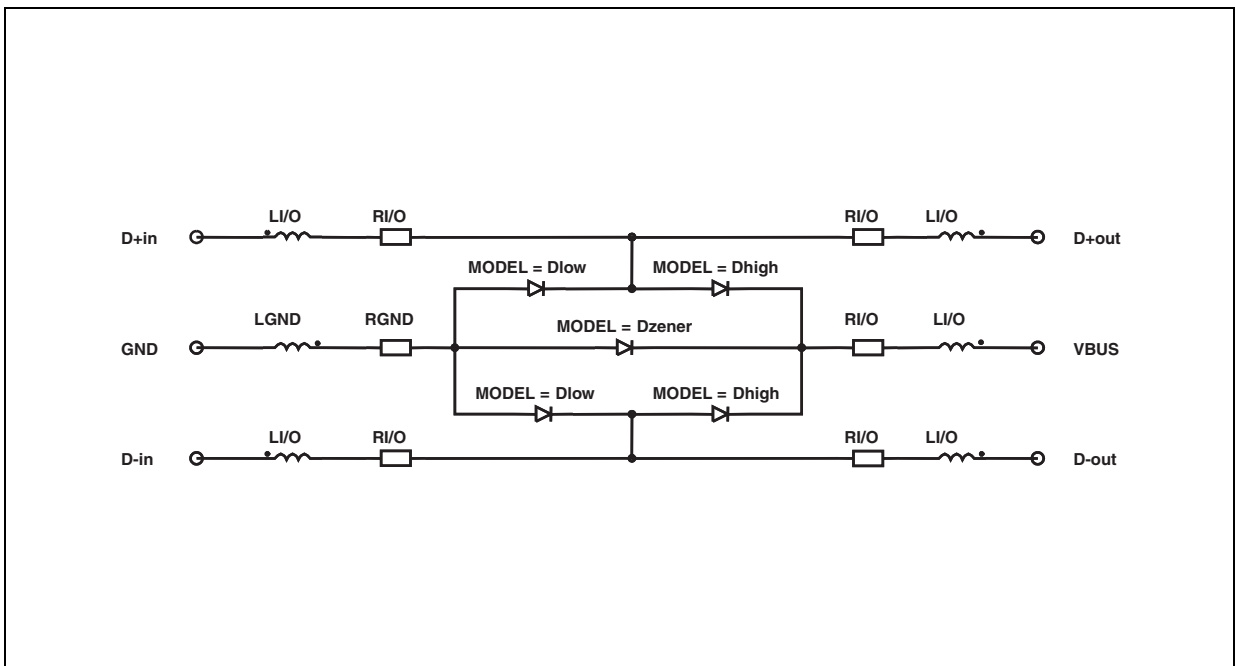 LI/O RI/O RI/O LI/O
D+in D+out
MODEL = Dlow MODEL = Dhigh
LGND RGND MODEL = Dzener RI/O LI/O
GND VBUS
MODEL = Dlow MODEL = Dhigh
LI/O RI/O RI/O LI/O
D-in D-out